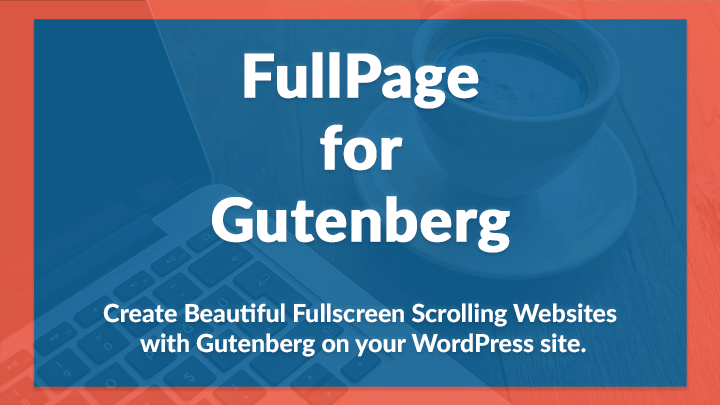 FullPage
for
Gutenberg
Create Beautiful Fullscreen Scrolling Websites
with Gutenberg on your WordPress site.